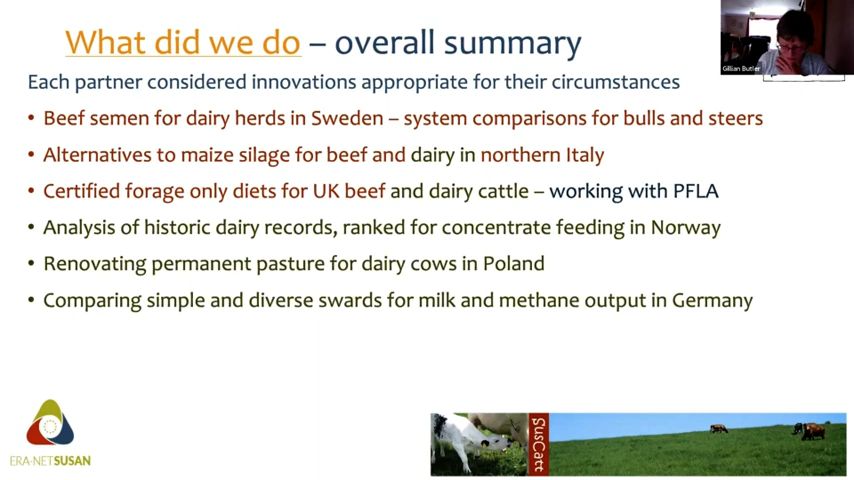 What did we do – overall summary
Gillian Butler
Each partner considered innovations appropriate for their circumstances
• Beef semen for dairy herds in Sweden – system comparisons for bulls and steers
• Alternatives to maize silage for beef and dairy in northern Italy
• Certified forage only diets for UK beef and dairy cattle – working with PFLA
• Analysis of historic dairy records, ranked for concentrate feeding in Norway
• Renovating permanent pasture for dairy cows in Poland
• Comparing simple and diverse swards for milk and methane output in Germany
SusCatt
ERA-NET SUSAN